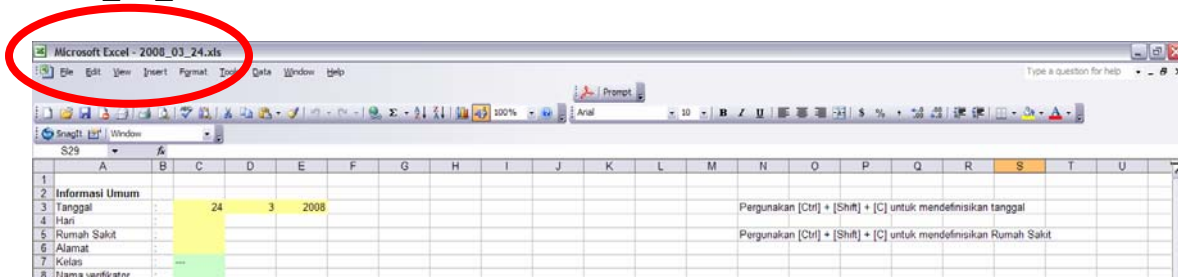 Microsoft Excel - 2008_03_24.xls
File Edit View Insert Format Tools Data Window Help Type a question for help
Prompt
100% Arial 10 B I U $ %
SnagIt Window
S29 fx
A B C D E F G H I J K L M N O P Q R S T U
1
2 Informasi Umum
3 Tanggal : 24 3 2008 Pergunakan [Ctrl] + [Shift] + [C] untuk mendefinisikan tanggal
4 Hari :
5 Rumah Sakit : Pergunakan [Ctrl] + [Shift] + [C] untuk mendefinisikan Rumah Sakit
6 Alamat :
7 Kelas : ---
8 Nama verifikator :